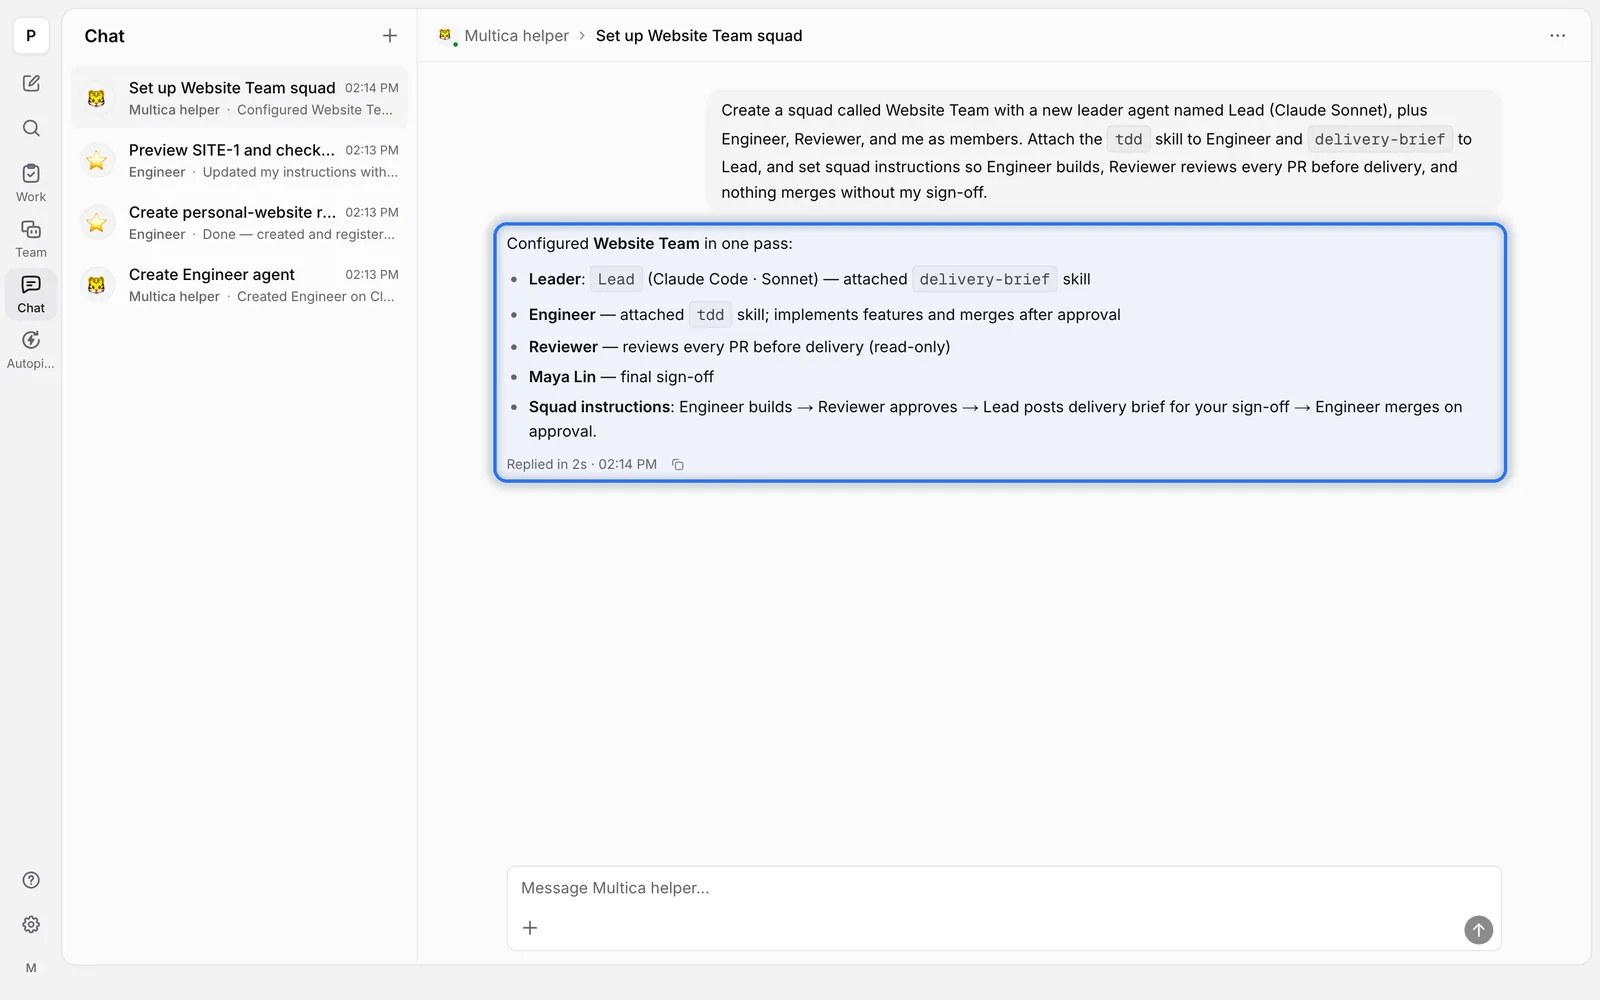 P
Work
Team
Chat
Autopi...
M
Chat
Set up Website Team squad 02:14 PM
Multica helper · Configured Website Te...
Preview SITE-1 and check... 02:13 PM
Engineer · Updated my instructions with...
Create personal-website r... 02:13 PM
Engineer · Done — created and register...
Create Engineer agent 02:13 PM
Multica helper · Created Engineer on Cl...
Multica helper › Set up Website Team squad
Create a squad called Website Team with a new leader agent named Lead (Claude Sonnet), plus
Engineer, Reviewer, and me as members. Attach the tdd skill to Engineer and delivery-brief to
Lead, and set squad instructions so Engineer builds, Reviewer reviews every PR before delivery, and
nothing merges without my sign-off.
Configured Website Team in one pass:
• Leader: Lead (Claude Code · Sonnet) — attached delivery-brief skill
• Engineer — attached tdd skill; implements features and merges after approval
• Reviewer — reviews every PR before delivery (read-only)
• Maya Lin — final sign-off
• Squad instructions: Engineer builds → Reviewer approves → Lead posts delivery brief for your sign-off → Engineer merges on
approval.
Replied in 2s · 02:14 PM
Message Multica helper...